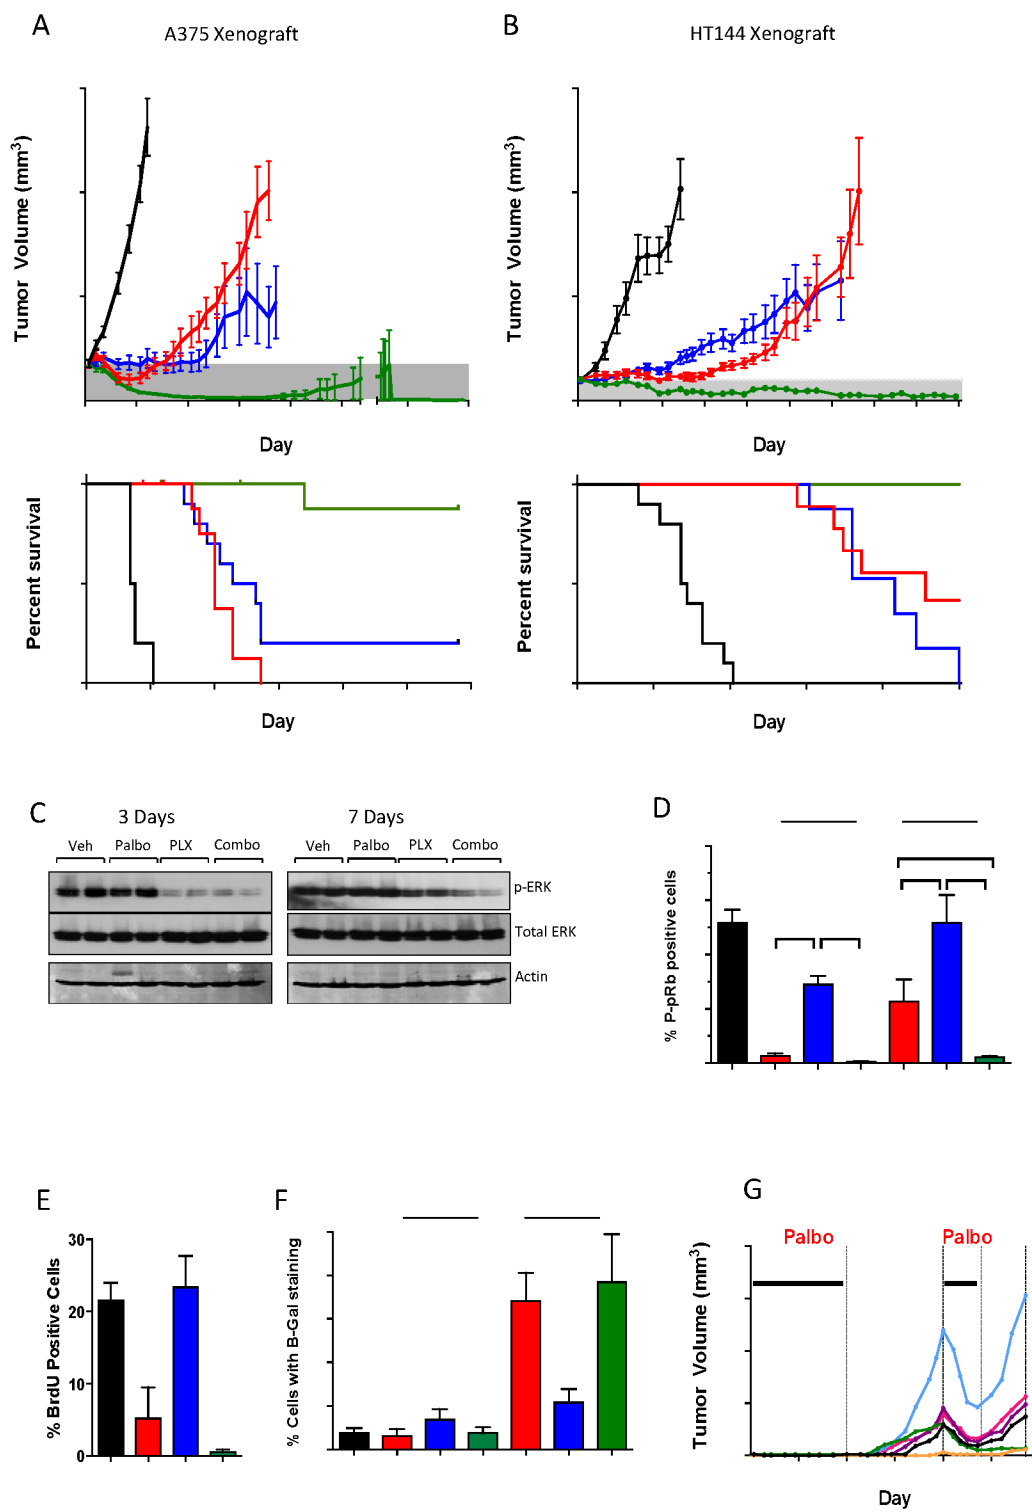 A
A375 Xenograft
B
HT144 Xenograft
Tumor Volume (mm3)
Tumor Volume (mm3)
Day
Day
Percent survival
Percent survival
Day
Day
C
3 Days
7 Days
Veh Palbo PLX Combo
Veh Palbo PLX Combo
p-ERK
Total ERK
Actin
D
% P-pRb positive cells
E
% BrdU Positive Cells
30
20
10
0
F
% Cells with B-Gal staining
G
Palbo
Palbo
Tumor Volume (mm3)
Day